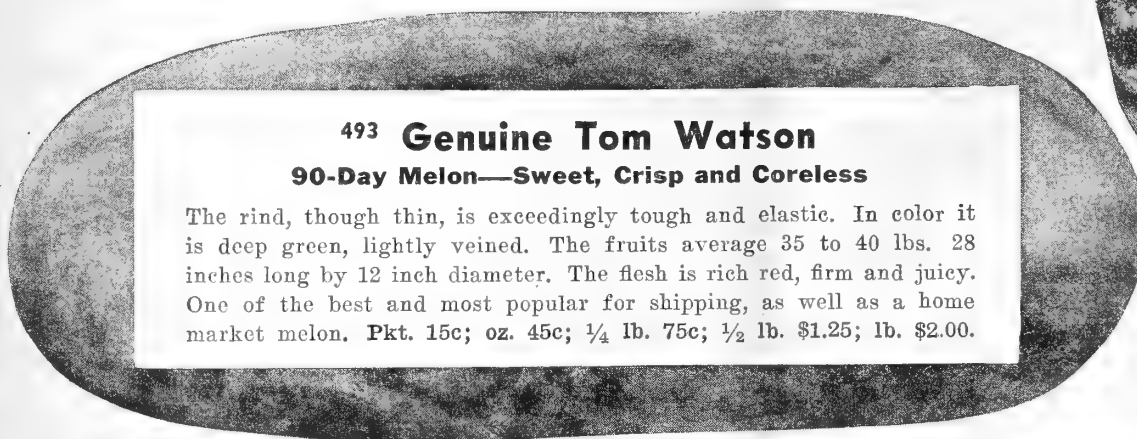 493 Genuine Tom Watson
90-Day Melon—Sweet, Crisp and Coreless
The rind, though thin, is exceedingly tough and elastic. In color it
is deep green, lightly veined. The fruits average 35 to 40 lbs. 28
inches long by 12 inch diameter. The flesh is rich red, firm and juicy.
One of the best and most popular for shipping, as well as a home
market melon. Pkt. 15c; oz. 45c; ¼ lb. 75c; ½ lb. $1.25; lb. $2.00.